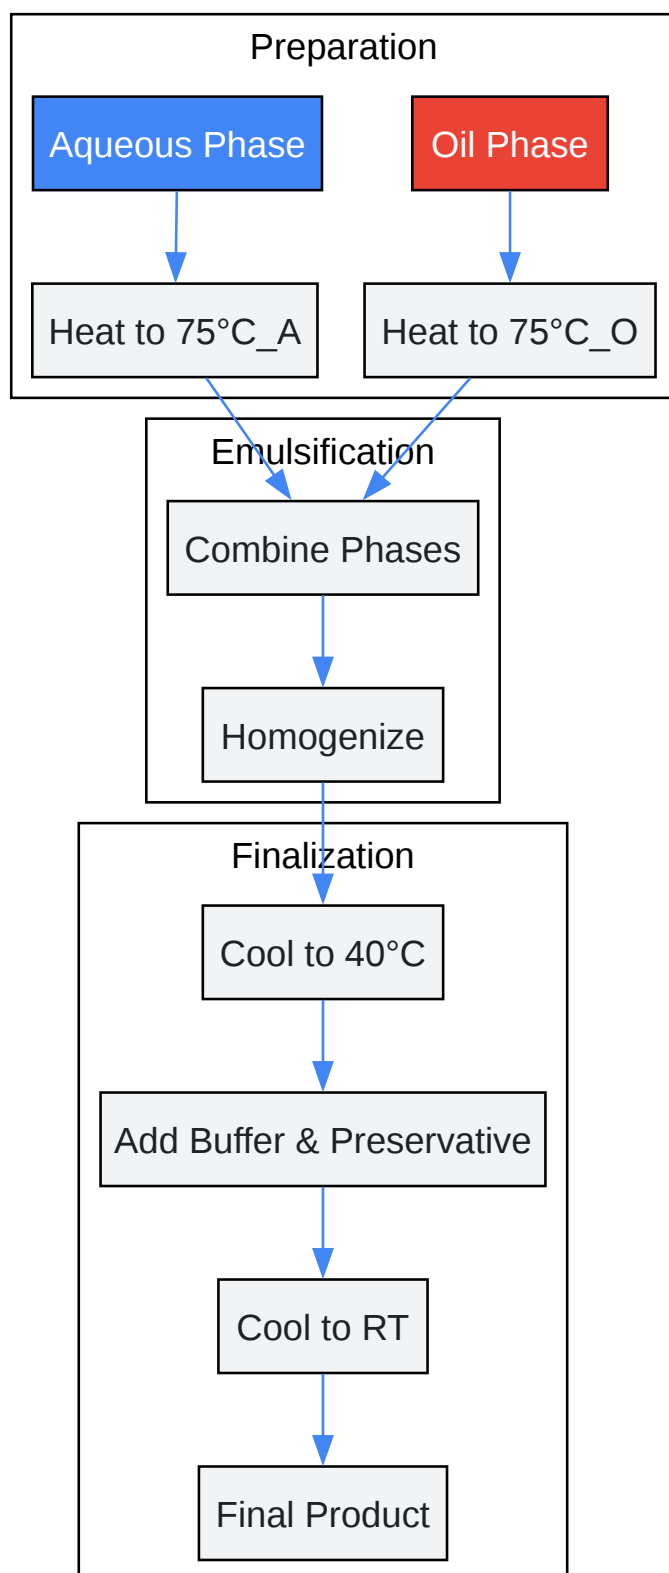 Preparation
Aqueous Phase
Oil Phase
Heat to 75°C_A
Heat to 75°C_O
Emulsification
Combine Phases
Homogenize
Finalization
Cool to 40°C
Add Buffer & Preservative
Cool to RT
Final Product